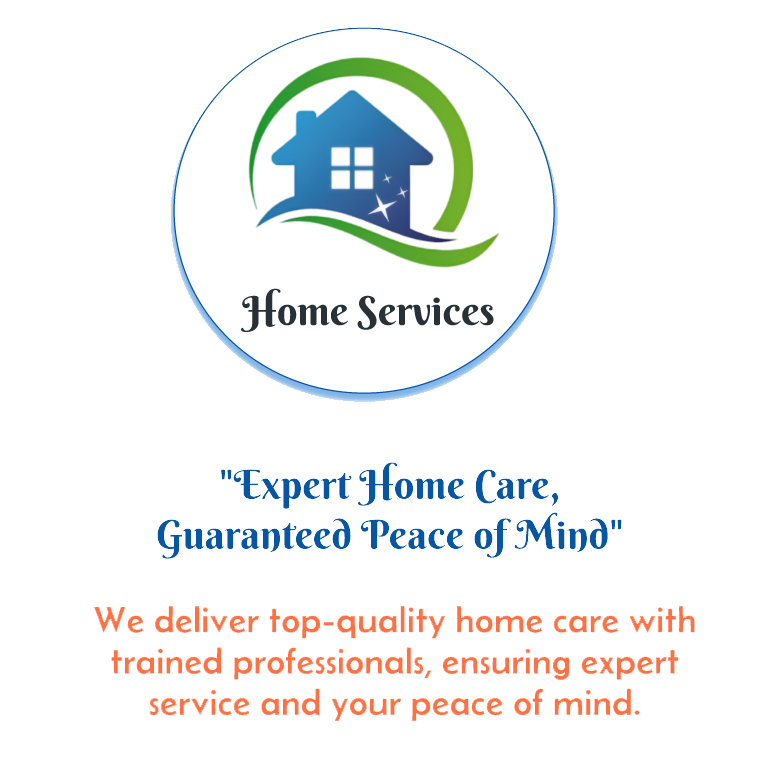 Home Services
"Expert Home Care,
Guaranteed Peace of Mind"
We deliver top-quality home care with
trained professionals, ensuring expert
service and your peace of mind.